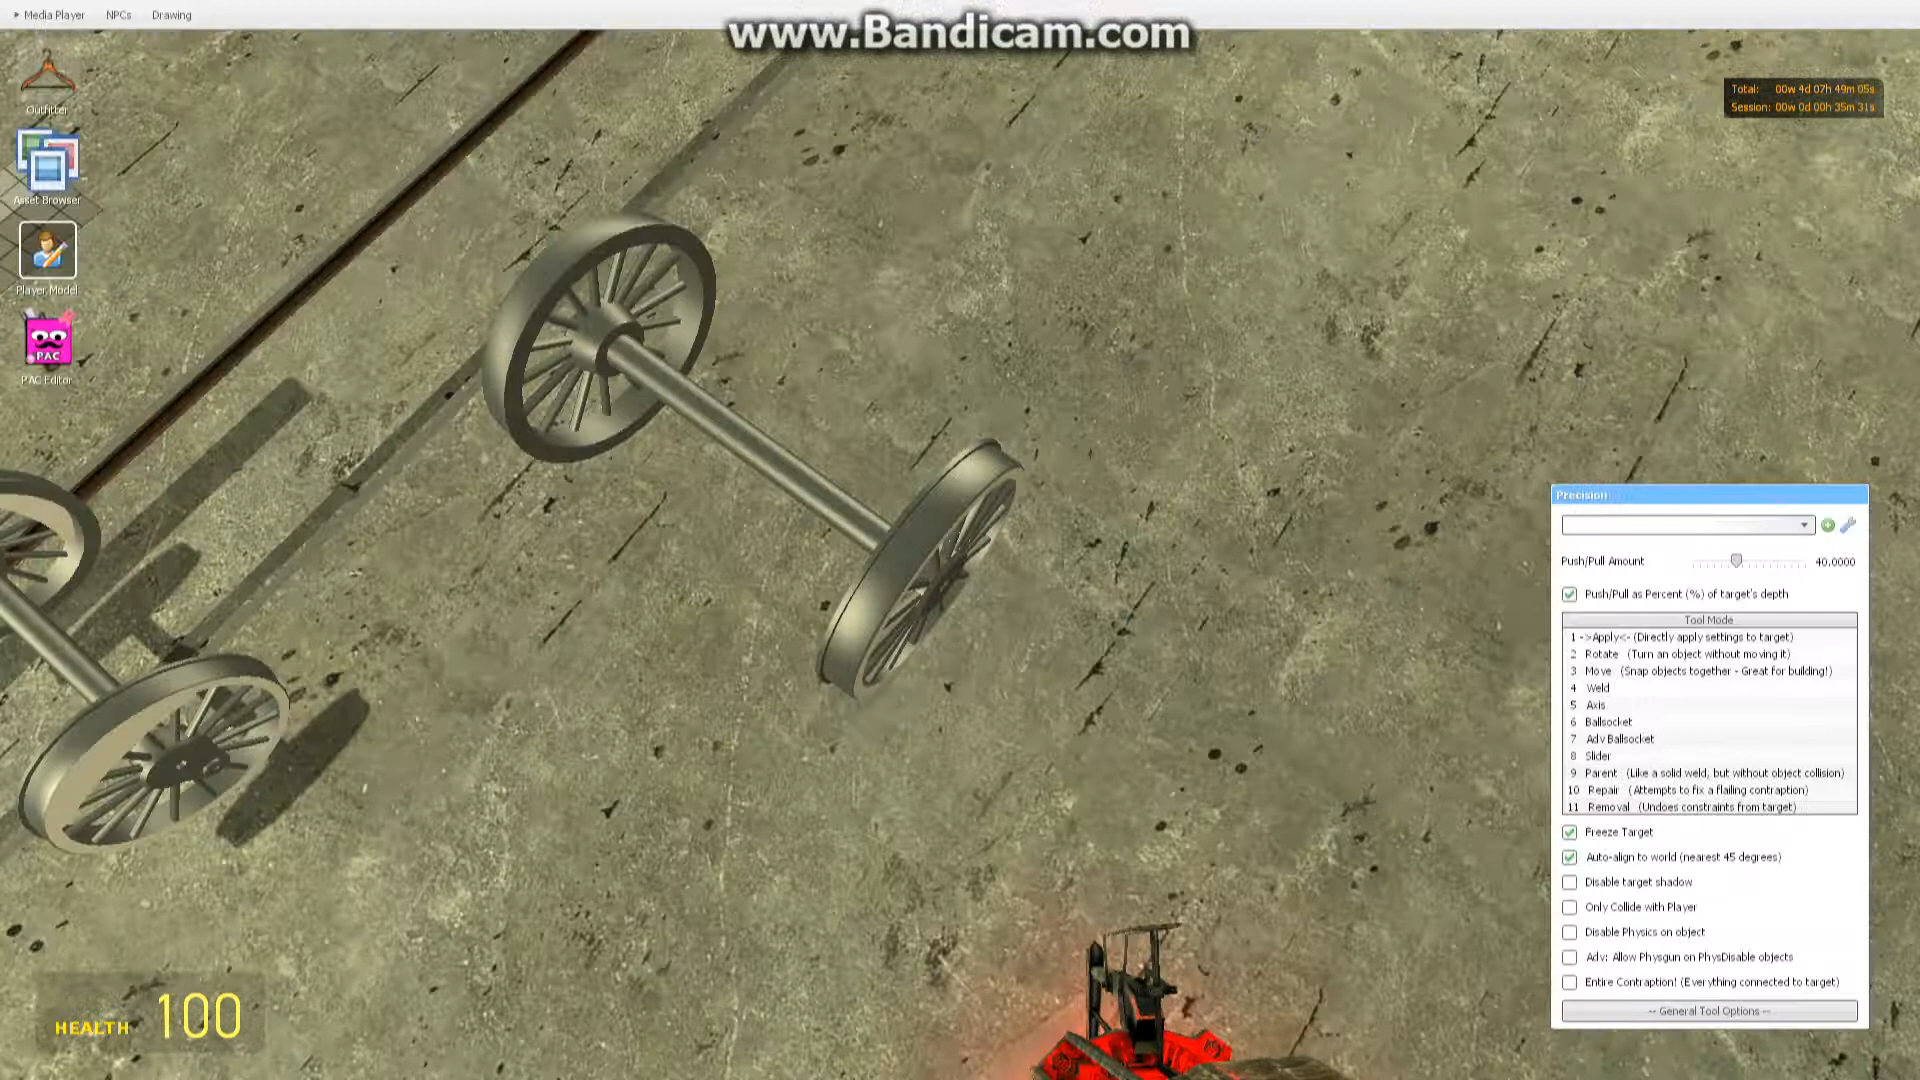 Media Player NPCs Drawing
www.Bandicam.com
Outfitter
Asset Browser
Player Model
PAC
PAC Editor
Total: 00w 4d 07h 49m 05s
Session: 00w 0d 00h 35m 31s
Precision
Push/Pull Amount 40.0000
Push/Pull as Percent (%) of target's depth
Tool Mode
1 ->Apply<- (Directly apply settings to target)
2 Rotate (Turn an object without moving it)
3 Move (Snap objects together - Great for building!)
4 Weld
5 Axis
6 Ballsocket
7 Adv Ballsocket
8 Slider
9 Parent (Like a solid weld, but without object collision)
10 Repair (Attempts to fix a flailing contraption)
11 Removal (Undoes constraints from target)
Freeze Target
Auto-align to world (nearest 45 degrees)
Disable target shadow
Only Collide with Player
Disable Physics on object
Adv: Allow Physgun on PhysDisable objects
Entire Contraption! (Everything connected to target)
-- General Tool Options --
HEALTH 100